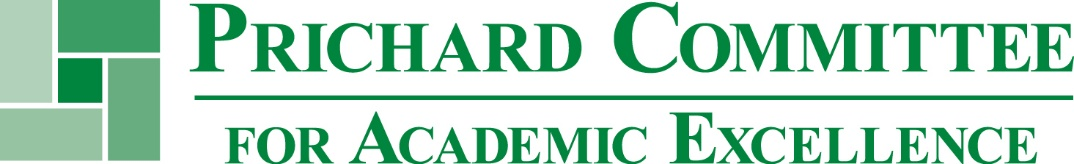 PRICHARD COMMITTEE
FOR ACADEMIC EXCELLENCE